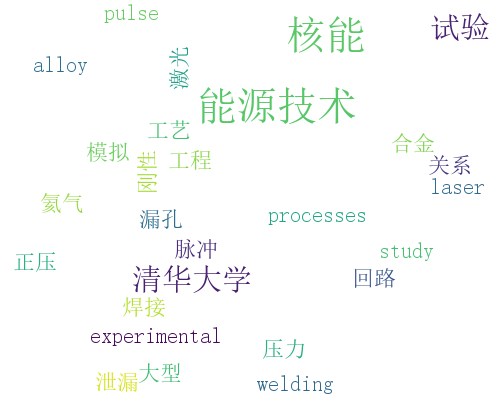 pulse
核能
试验
alloy
激光
能源技术
工艺
合金
模拟
工程
刚性
关系
laser
氦气
漏孔
processes
脉冲
study
正压
清华大学
回路
焊接
experimental
压力
大型
泄漏
welding